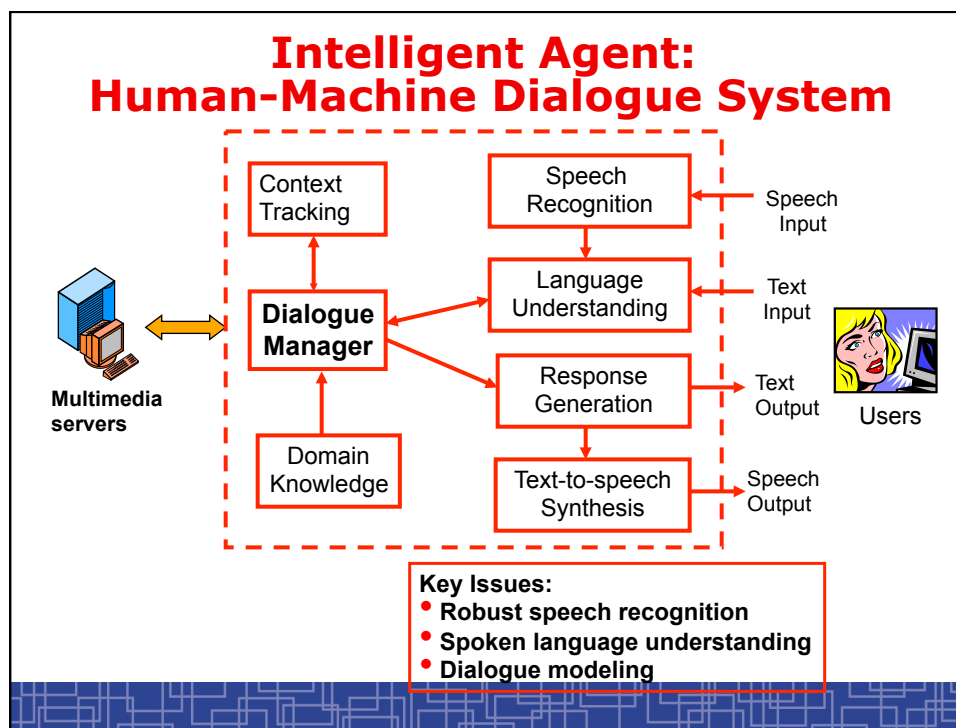 Intelligent Agent:
Human-Machine Dialogue System
Context
Tracking
Speech
Recognition
Speech
Input
Language
Understanding
Text
Input
Dialogue
Manager
Multimedia
servers
Response
Generation
Text
Output
Users
Domain
Knowledge
Text-to-speech
Synthesis
Speech
Output
Key Issues:
• Robust speech recognition
• Spoken language understanding
• Dialogue modeling